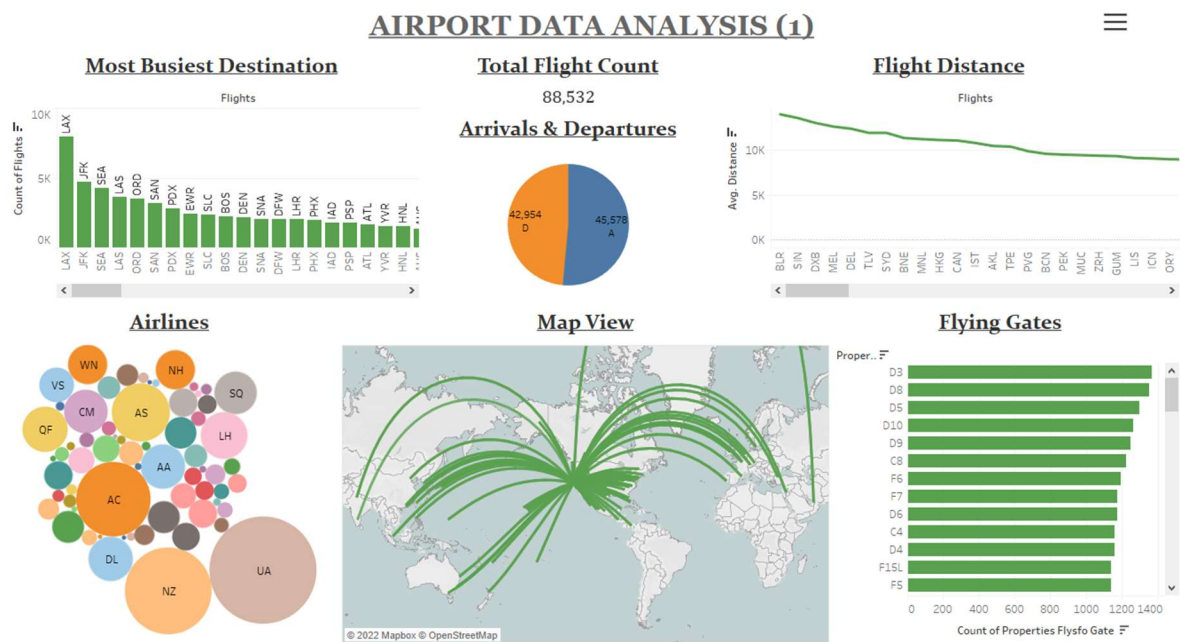 AIRPORT DATA ANALYSIS (1)
Most Busiest Destination
Flights
Count of Flights
10K
5K
0K
LAX JFK SEA LAS ORD SAN PDX EWR SLC BOS DEN SNA DFW LHR PHX IAD PSP ATL YVR HNL
LAX JFK SEA LAS ORD SAN PDX EWR SLC BOS DEN SNA DFW LHR PHX IAD PSP ATL YVR HNL AUS
Total Flight Count
88,532
Arrivals & Departures
42,954
D
45,578
A
Flight Distance
Flights
Avg. Distance
10K
5K
0K
BLR SIN DXB MEL DEL TLV SYD BNE MNL HKG CAN IST AKL TPE PVG BCN PEK MUC ZRH GUM LIS ICN ORY
Airlines
WN
NH
VS
SQ
CM
AS
QF
LH
AA
AC
DL
UA
NZ
Map View
© 2022 Mapbox © OpenStreetMap
Flying Gates
Proper..
D3
D8
D5
D10
D9
C8
F6
F7
D6
C4
D4
F15L
F5
0 200 400 600 800 1000 1200 1400
Count of Properties Flysfo Gate